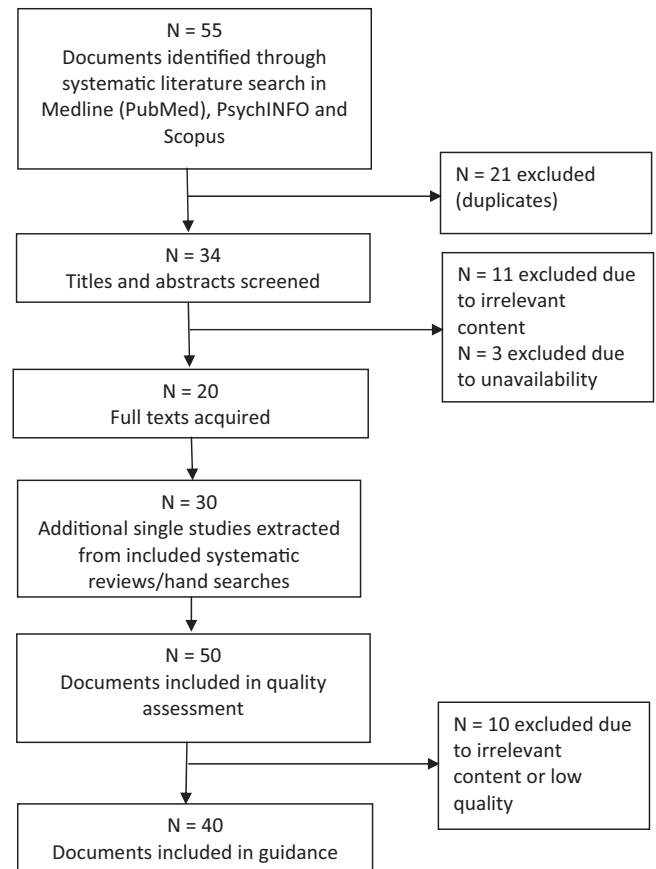 N = 55
Documents identified through
systematic literature search in
Medline (PubMed), PsychINFO and
Scopus
N = 21 excluded
(duplicates)
N = 34
Titles and abstracts screened
N = 11 excluded due
to irrelevant
content
N = 3 excluded due
to unavailability
N = 20
Full texts acquired
N = 30
Additional single studies extracted
from included systematic
reviews/hand searches
N = 50
Documents included in quality
assessment
N = 10 excluded due
to irrelevant
content or low
quality
N = 40
Documents included in guidance